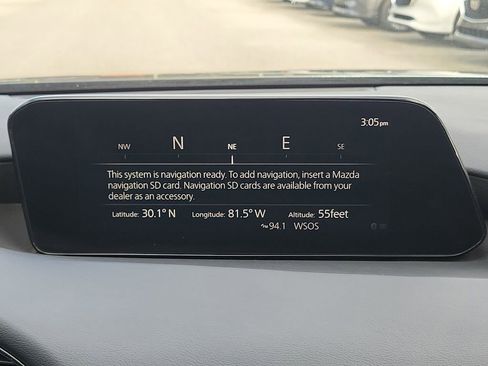 3:05pm
NW N NE E SE
This system is navigation ready. To add navigation, insert a Mazda
navigation SD card. Navigation SD cards are available from your
dealer as an accessory.
Latitude: 30.1° N Longitude: 81.5° W Altitude: 55feet
94.1 WSOS